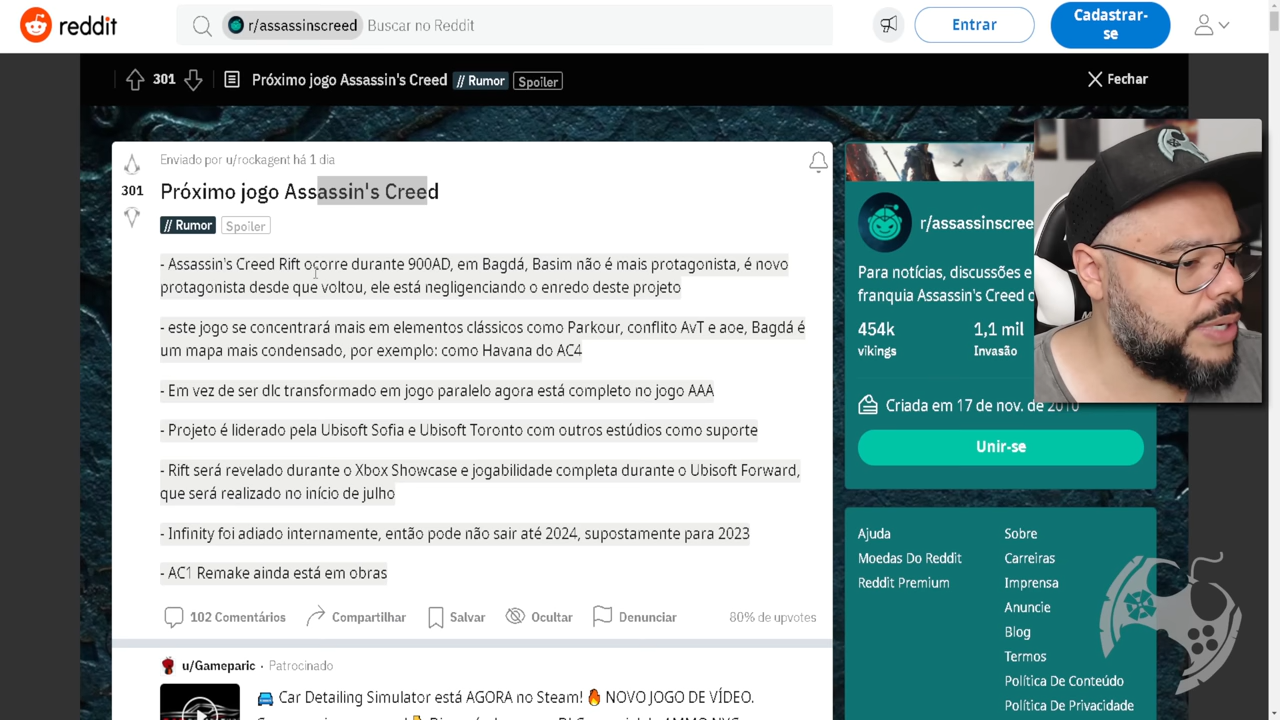 reddit
r/assassinscreed
Buscar no Reddit
Entrar
Cadastrar-se
301
Próximo jogo Assassin's Creed
// Rumor
Spoiler
Fechar
Enviado por u/rockagent há 1 dia
301
Próximo jogo Assassin's Creed
// Rumor
Spoiler
- Assassin's Creed Rift ocorre durante 900AD, em Bagdá, Basim não é mais protagonista, é novo
protagonista desde que voltou, ele está negligenciando o enredo deste projeto
- este jogo se concentrará mais em elementos clássicos como Parkour, conflito AvT e aoe, Bagdá é
um mapa mais condensado, por exemplo: como Havana do AC4
- Em vez de ser dlc transformado em jogo paralelo agora está completo no jogo AAA
- Projeto é liderado pela Ubisoft Sofia e Ubisoft Toronto com outros estúdios como suporte
- Rift será revelado durante o Xbox Showcase e jogabilidade completa durante o Ubisoft Forward,
que será realizado no início de julho
- Infinity foi adiado internamente, então pode não sair até 2024, supostamente para 2023
- AC1 Remake ainda está em obras
102 Comentários
Compartilhar
Salvar
Ocultar
Denunciar
80% de upvotes
u/Gameparic · Patrocinado
Car Detailing Simulator está AGORA no Steam! NOVO JOGO DE VÍDEO.
r/assassinscree
Para notícias, discussões e
franquia Assassin's Creed
454k
vikings
1,1 mil
Invasão
Criada em 17 de nov. de 2010
Unir-se
Ajuda
Moedas Do Reddit
Reddit Premium
Sobre
Carreiras
Imprensa
Anuncie
Blog
Termos
Política De Conteúdo
Política De Privacidade